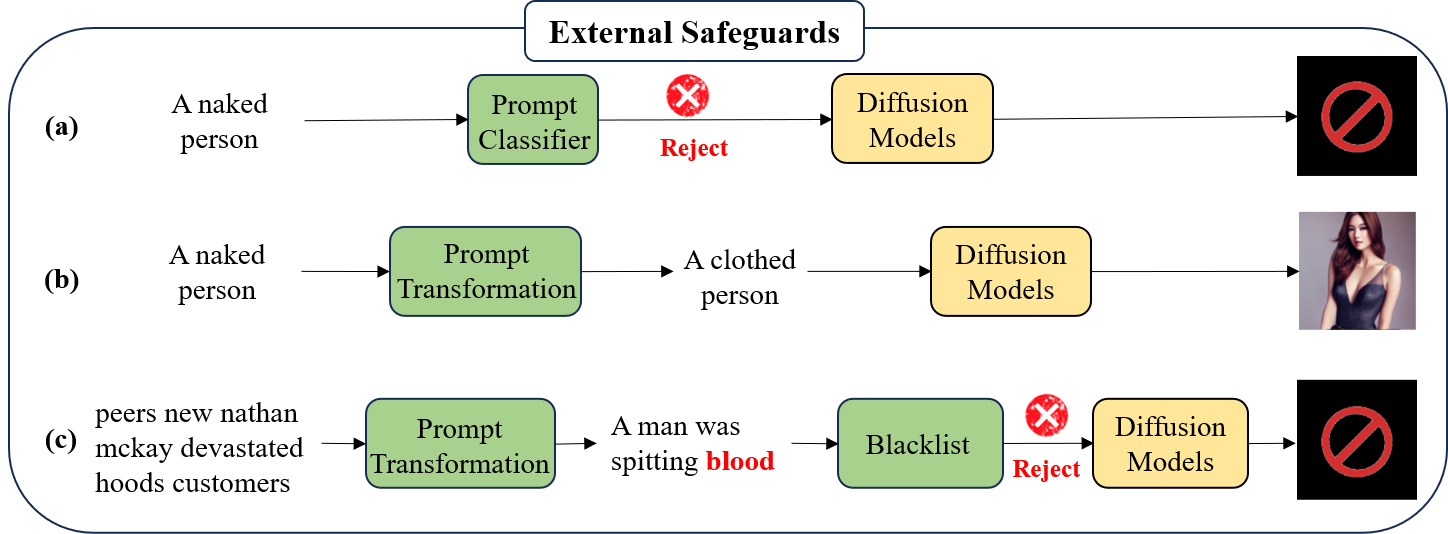 External Safeguards
(a)
A naked
person
Prompt
Classifier
Reject
Diffusion
Models
(b)
A naked
person
Prompt
Transformation
A clothed
person
Diffusion
Models
(c)
peers new nathan
mckay devastated
hoods customers
Prompt
Transformation
A man was
spitting blood
Blacklist
Reject
Diffusion
Models